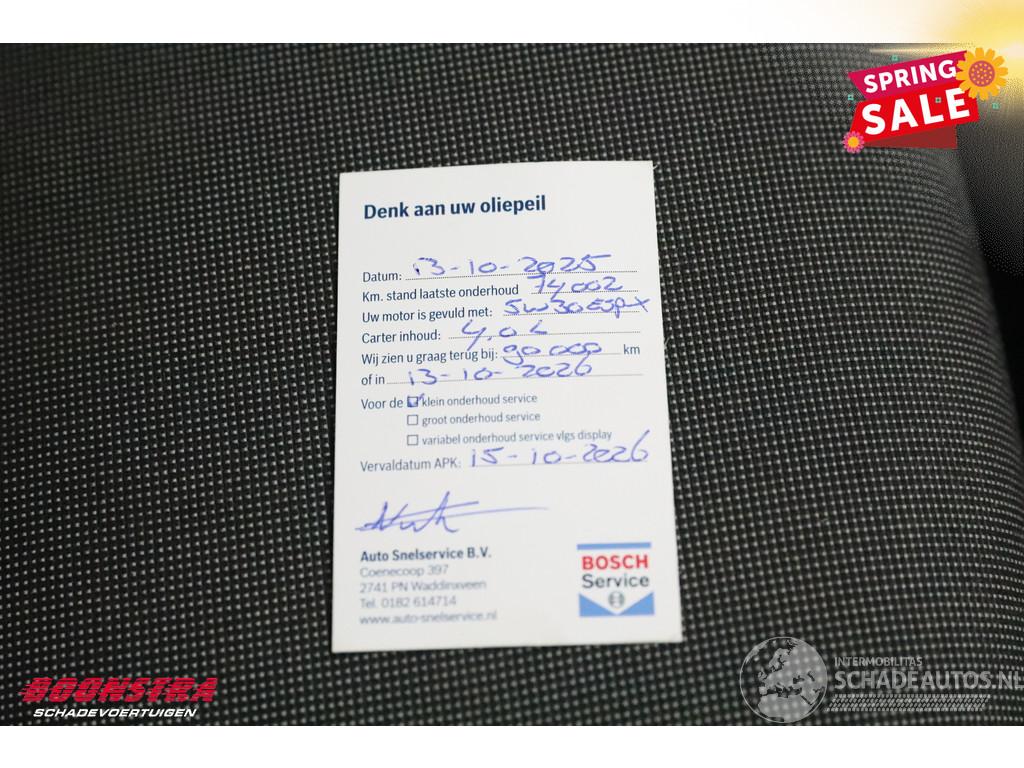 SPRING
SALE
Denk aan uw oliepeil
Datum: 13-10-2025
Km. stand laatste onderhoud 74002
Uw motor is gevuld met: 5W30ESPX
Carter inhoud: 4,0 L
Wij zien u graag terug bij: 90 000 km
of in 13-10-2026
Voor de klein onderhoud service
groot onderhoud service
variabel onderhoud service vlgs display
Vervaldatum APK: 15-10-2026
Auto Snelservice B.V.
Coenecoop 397
2741 PN Waddinxveen
Tel. 0182 614714
www.auto-snelservice.nl
BOSCH
Service
BOONSTRA
SCHADEVOERTUIGEN
INTERMOBILITAS
SCHADEAUTOS.NL